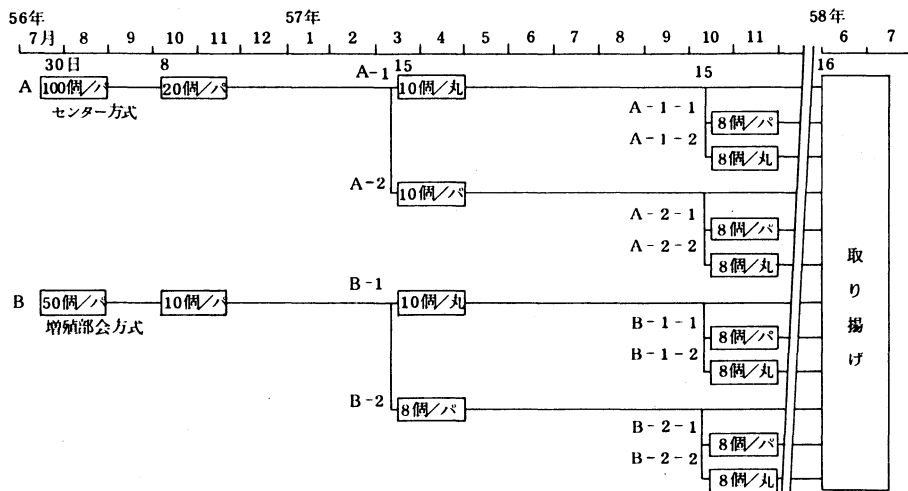 56年 57年 58年
7月 8 9 10 11 12 1 2 3 4 5 6 7 8 9 10 11 6 7
30日 8 15 15 16
A 100個/パ 20個/パ A-1 10個/丸
センター方式
A-1-1 8個/パ
A-1-2 8個/丸
A-2 10個/パ
A-2-1 8個/パ
A-2-2 8個/丸
B 50個/パ 10個/パ B-1 10個/丸
増殖部会方式
B-1-1 8個/パ
B-1-2 8個/丸
B-2 8個/パ
B-2-1 8個/パ
B-2-2 8個/丸
取り揚げ